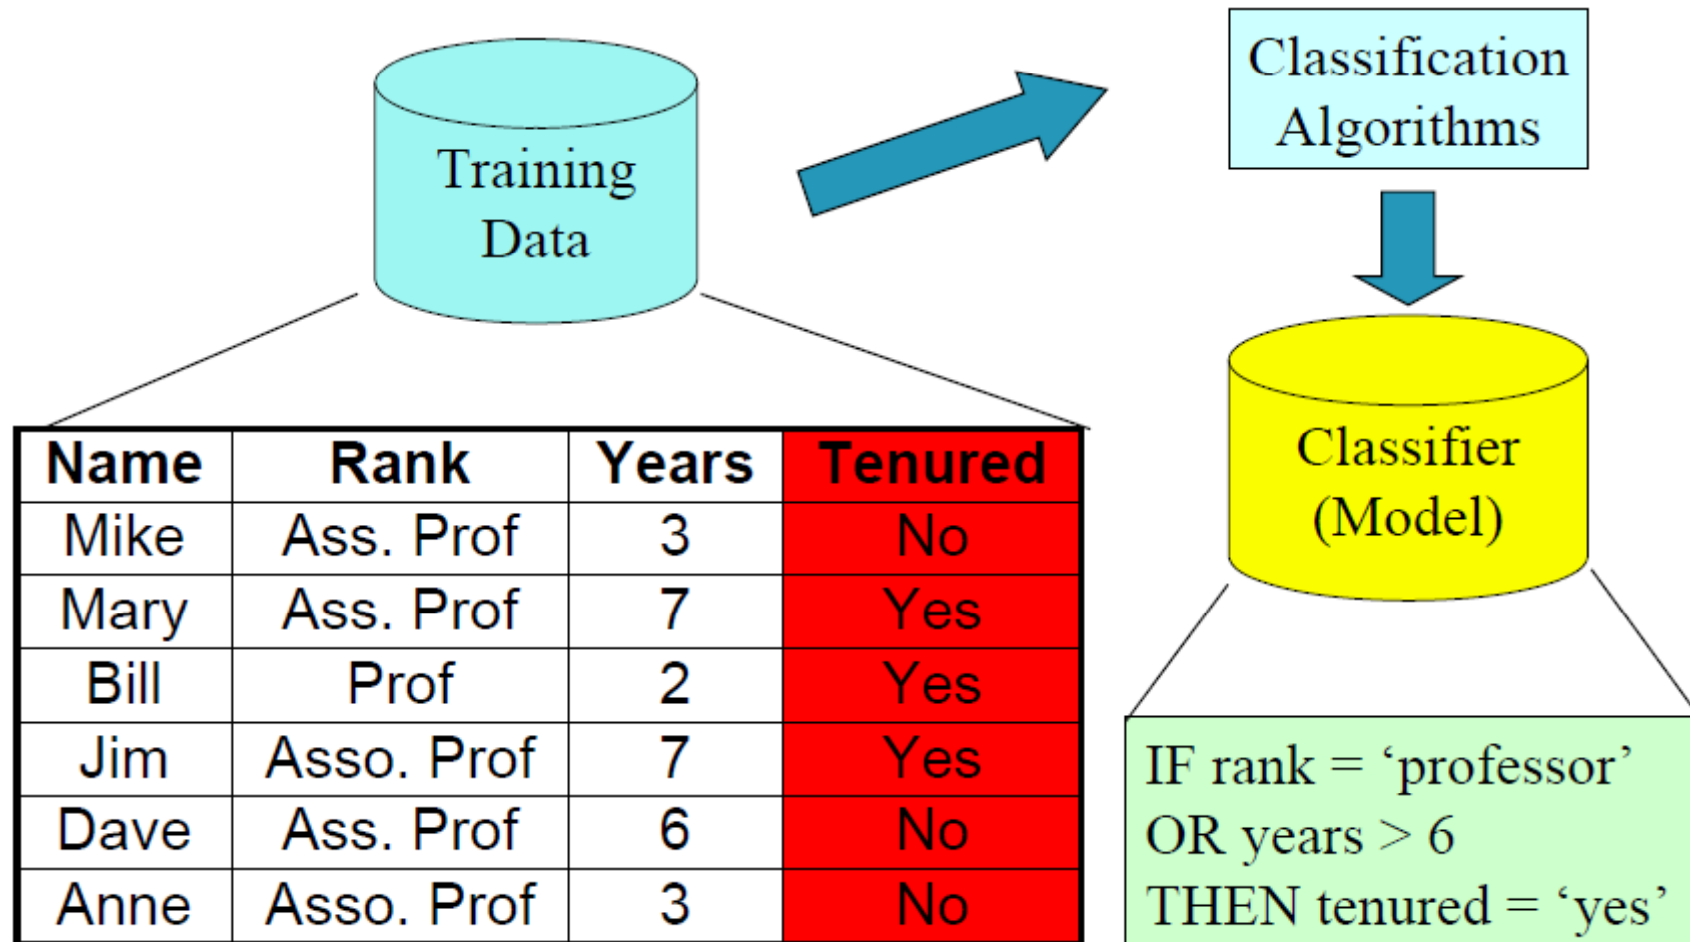 Training
Data
Classification
Algorithms
Classifier
(Model)
Name Rank Years Tenured
Mike Ass. Prof 3 No
Mary Ass. Prof 7 Yes
Bill Prof 2 Yes
Jim Asso. Prof 7 Yes
Dave Ass. Prof 6 No
Anne Asso. Prof 3 No
IF rank = ‘professor’
OR years > 6
THEN tenured = ‘yes’